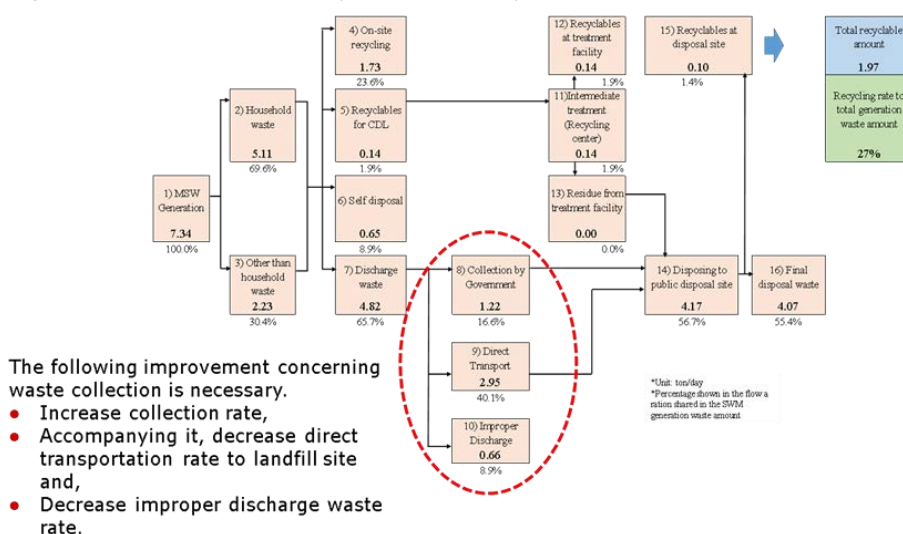 1) MSW
Generation
7.34
100.0%
2) Household
waste
5.11
69.6%
3) Other than
household
waste
2.23
30.4%
4) On-site
recycling
1.73
23.6%
5) Recyclables
for CDL
0.14
1.9%
6) Self disposal
0.65
8.9%
7) Discharge
waste
4.82
65.7%
8) Collection by
Government
1.22
16.6%
9) Direct
Transport
2.95
40.1%
10) Improper
Discharge
0.66
8.9%
12) Recyclables
at treatment
facility
0.14
1.9%
11)Intermediate
treatment
(Recycling
center)
0.14
1.9%
13) Residue from
treatment facility
0.00
0.0%
15) Recyclables at
disposal site
0.10
1.4%
14) Disposing to
public disposal site
4.17
56.7%
16) Final
disposal waste
4.07
55.4%
Total recyclable
amount
1.97
Recycling rate to
total generation
waste amount
27%
*Unit: ton/day
*Percentage shown in the flow a
ration shared in the SWM
generation waste amount
The following improvement concerning
waste collection is necessary.
● Increase collection rate,
● Accompanying it, decrease direct
transportation rate to landfill site
and,
● Decrease improper discharge waste
rate.